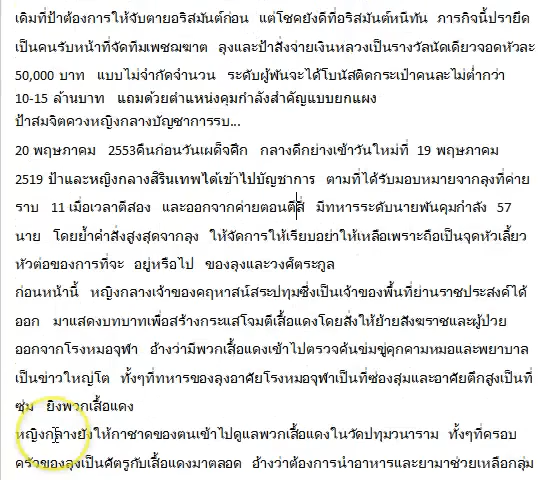 เดิมที่ป้าต้องการให้จับตายอริสมันต์ก่อน แต่โชคยังดีที่อริสมันต์หนีทัน ภารกิจนี้ปรายึด
เป็นคนรับหน้าที่จัดทีมเพชฌฆาต ลุงและป้าสั่งจ่ายเงินหลวงเป็นรางวัลนัดเดียวจอดหัวละ
50,000 บาท แบบไม่จำกัดจำนวน ระดับผู้พันจะได้โบนัสติดกระเป๋าคนละไม่ต่ำกว่า
10-15 ล้านบาท แถมด้วยตำแหน่งคุมกำลังสำคัญแบบยกแผง
ป้าสมจิตควงหญิงกลางบัญชาการรบ...
20 พฤษภาคม 2553คืนก่อนวันเผด็จศึก กลางดึกย่างเข้าวันใหม่ที่ 19 พฤษภาคม
2519 ป้าและหญิงกลางสิรินเทพได้เข้าไปบัญชาการ ตามที่ได้รับมอบหมายจากลุงที่ค่าย
ราบ 11 เมื่อเวลาตีสอง และออกจากค่ายตอนตีสี่ มีทหารระดับนายพันคุมกำลัง 57
นาย โดยย้ำคำสั่งสูงสุดจากลุง ให้จัดการให้เรียบอย่าให้เหลือเพราะถือเป็นจุดหัวเลี้ยว
หัวต่อของการที่จะ อยู่หรือไป ของลุงและวงศ์ตระกูล
ก่อนหน้านี้ หญิงกลางเจ้าของคฤหาสน์สระปทุมซึ่งเป็นเจ้าของพื้นที่ย่านราชประสงค์ได้
ออก มาแสดงบทบาทเพื่อสร้างกระแสโจมตีเสื้อแดงโดยสั่งให้ย้ายสังฆราชและผู้ป่วย
ออกจากโรงหมอจุฬา อ้างว่ามีพวกเสื้อแดงเข้าไปตรวจค้นข่มขู่คุกคามหมอและพยาบาล
เป็นข่าวใหญ่โต ทั้งๆที่ทหารของลุงอาศัยโรงหมอจุฬาเป็นที่ซ่องสุมและอาศัยตึกสูงเป็นที่
ซุ่ม ยิงพวกเสื้อแดง
หญิงกลางยังให้กาชาดของตนเข้าไปดูแลพวกเสื้อแดงในวัดปทุมวนาราม ทั้งๆที่ครอบ
ครัวของลุงเป็นศัตรูกับเสื้อแดงมาตลอด อ้างว่าต้องการนำอาหารและยามาช่วยเหลือกลุ่ม